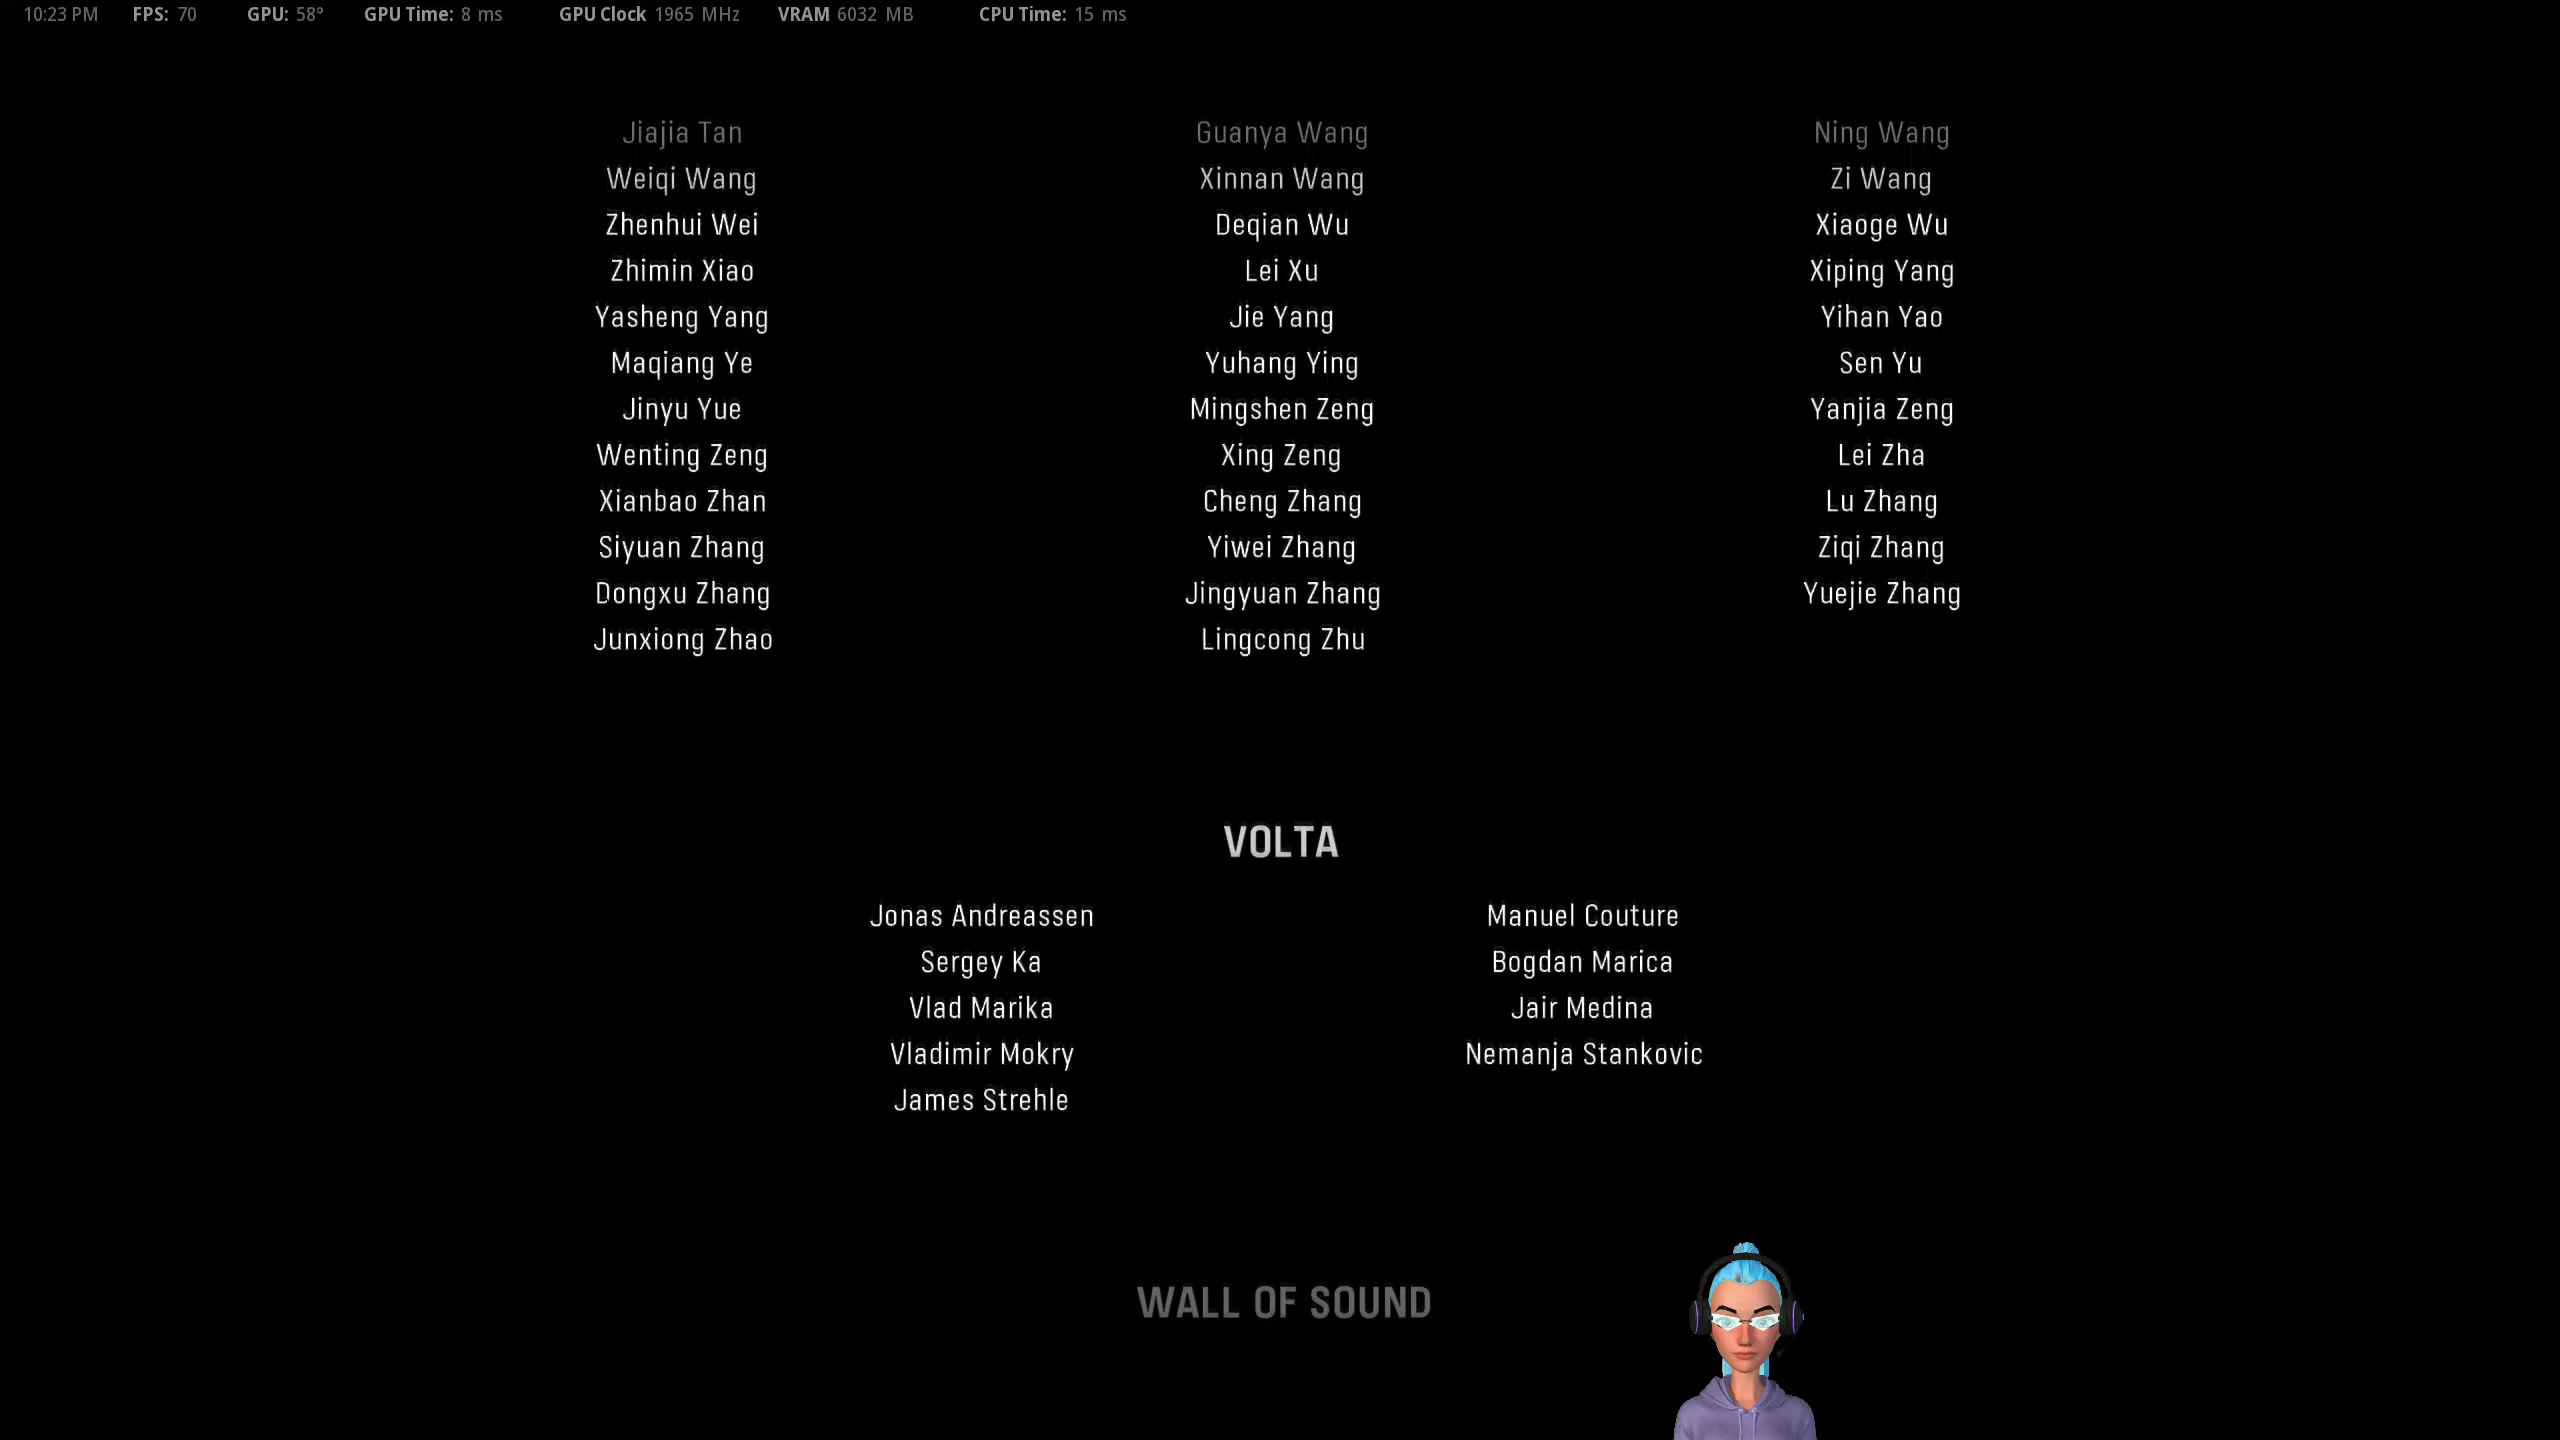 10:23 PM FPS: 70 GPU: 58° GPU Time: 8 ms GPU Clock 1965 MHz VRAM 6032 MB CPU Time: 15 ms
Jiajia Tan Guanya Wang Ning Wang
Weiqi Wang Xinnan Wang Zi Wang
Zhenhui Wei Deqian Wu Xiaoge Wu
Zhimin Xiao Lei Xu Xiping Yang
Yasheng Yang Jie Yang Yihan Yao
Maqiang Ye Yuhang Ying Sen Yu
Jinyu Yue Mingshen Zeng Yanjia Zeng
Wenting Zeng Xing Zeng Lei Zha
Xianbao Zhan Cheng Zhang Lu Zhang
Siyuan Zhang Yiwei Zhang Ziqi Zhang
Dongxu Zhang Jingyuan Zhang Yuejie Zhang
Junxiong Zhao Lingcong Zhu
VOLTA
Jonas Andreassen Manuel Couture
Sergey Ka Bogdan Marica
Vlad Marika Jair Medina
Vladimir Mokry Nemanja Stankovic
James Strehle
WALL OF SOUND